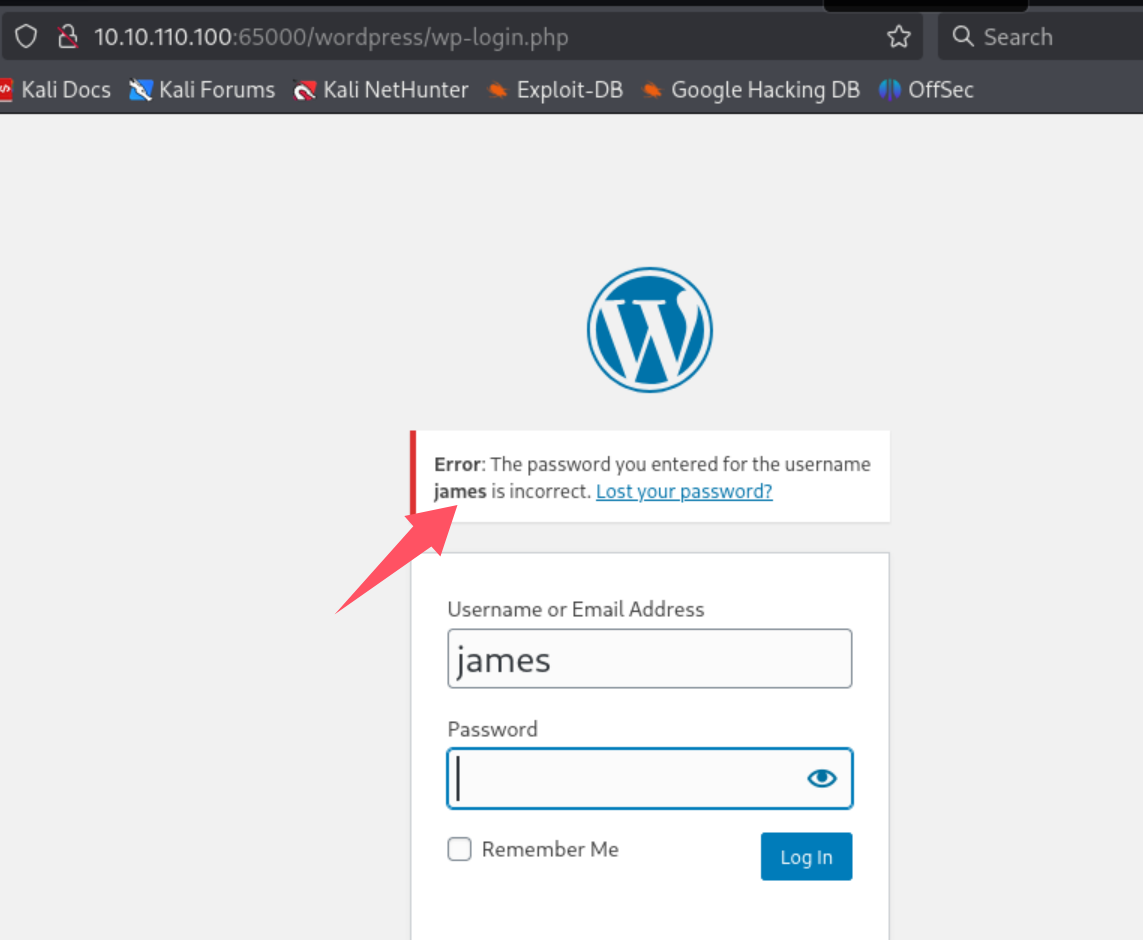 10.10.110.100:65000/wordpress/wp-login.php Search
Kali Docs Kali Forums Kali NetHunter Exploit-DB Google Hacking DB OffSec
Error: The password you entered for the username
james is incorrect. Lost your password?
Username or Email Address
james
Password
Remember Me Log In